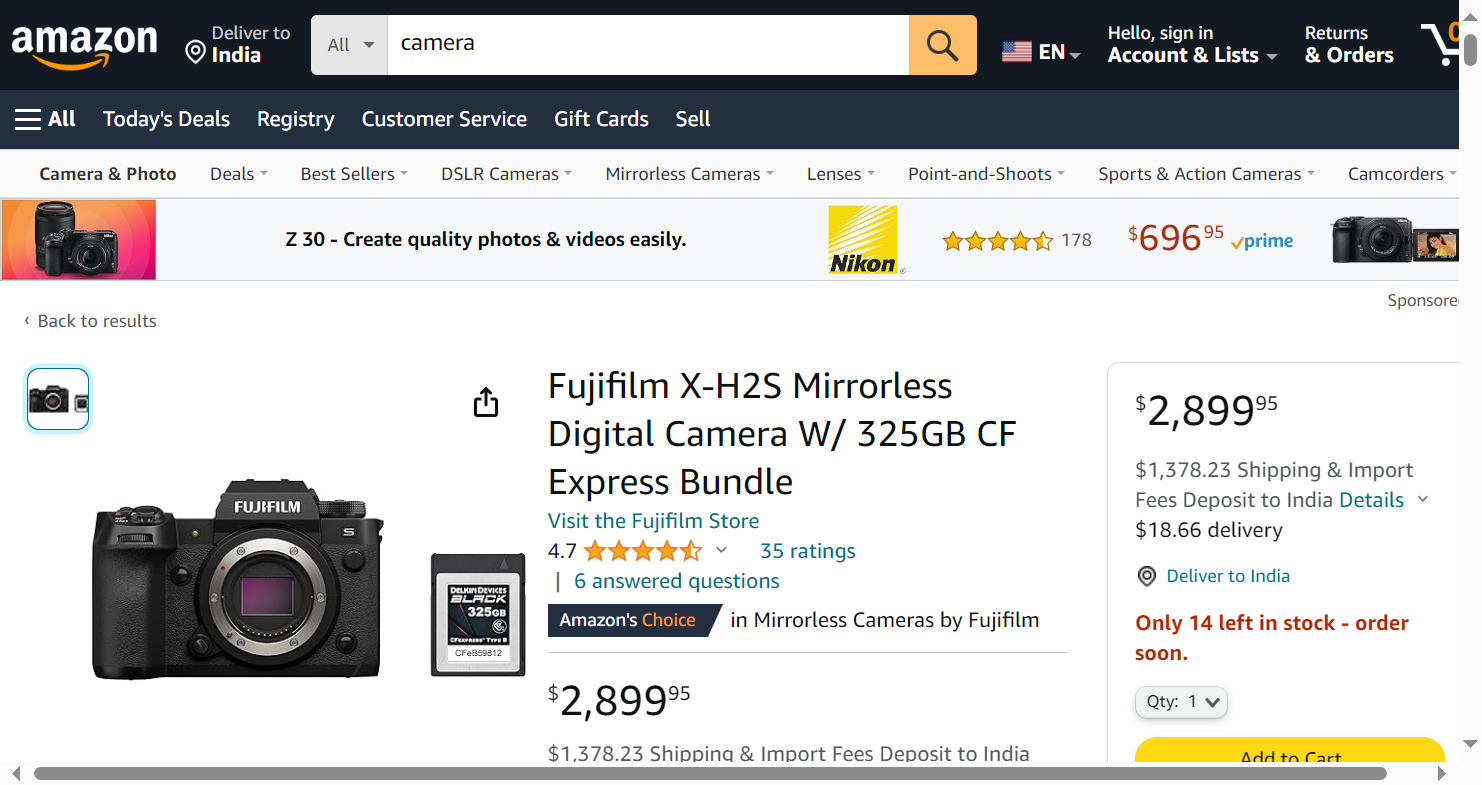 amazon
Deliver to
India
All
camera
EN
Hello, sign in
Account & Lists
Returns
& Orders
0
All
Today's Deals
Registry
Customer Service
Gift Cards
Sell
Camera & Photo
Deals
Best Sellers
DSLR Cameras
Mirrorless Cameras
Lenses
Point-and-Shoots
Sports & Action Cameras
Camcorders
Z 30 - Create quality photos & videos easily.
Nikon
178
$696 95
prime
Sponsore
‹ Back to results
Fujifilm X-H2S Mirrorless
Digital Camera W/ 325GB CF
Express Bundle
Visit the Fujifilm Store
4.7
35 ratings
| 6 answered questions
Amazon's Choice in Mirrorless Cameras by Fujifilm
$2,899 95
$1,378.23 Shipping & Import Fees Deposit to India
FUJIFILM
S
DELKIN DEVICES
BLACK
325GB
CFEXPRESS™ TYPE B
CFeB59812
$2,899 95
$1,378.23 Shipping & Import
Fees Deposit to India Details
$18.66 delivery
Deliver to India
Only 14 left in stock - order
soon.
Qty: 1
Add to Cart